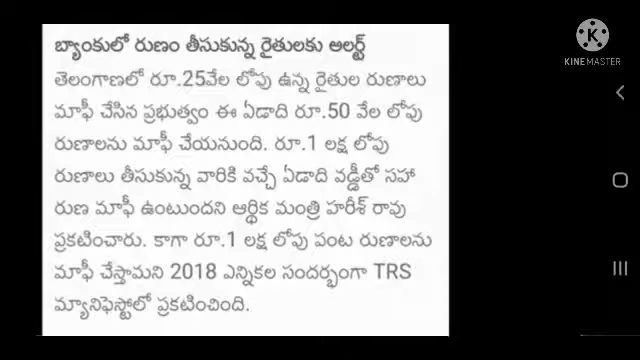 బ్యాంకులో రుణం తీసుకున్న రైతులకు అలర్ట్
తెలంగాణలో రూ.25వేల లోపు ఉన్న రైతుల రుణాలు
మాఫీ చేసిన ప్రభుత్వం ఈ ఏడాది రూ.50 వేల లోపు
రుణాలను మాఫీ చేయనుంది. రూ.1 లక్ష లోపు
రుణాలు తీసుకున్న వారికి వచ్చే ఏడాది వడ్డీతో సహా
రుణ మాఫీ ఉంటుందని ఆర్థిక మంత్రి హరీశ్ రావు
ప్రకటించారు. కాగా రూ.1 లక్ష లోపు పంట రుణాలను
మాఫీ చేస్తామని 2018 ఎన్నికల సందర్భంగా TRS
మ్యానిఫెస్టోలో ప్రకటించింది.
KINEMASTER